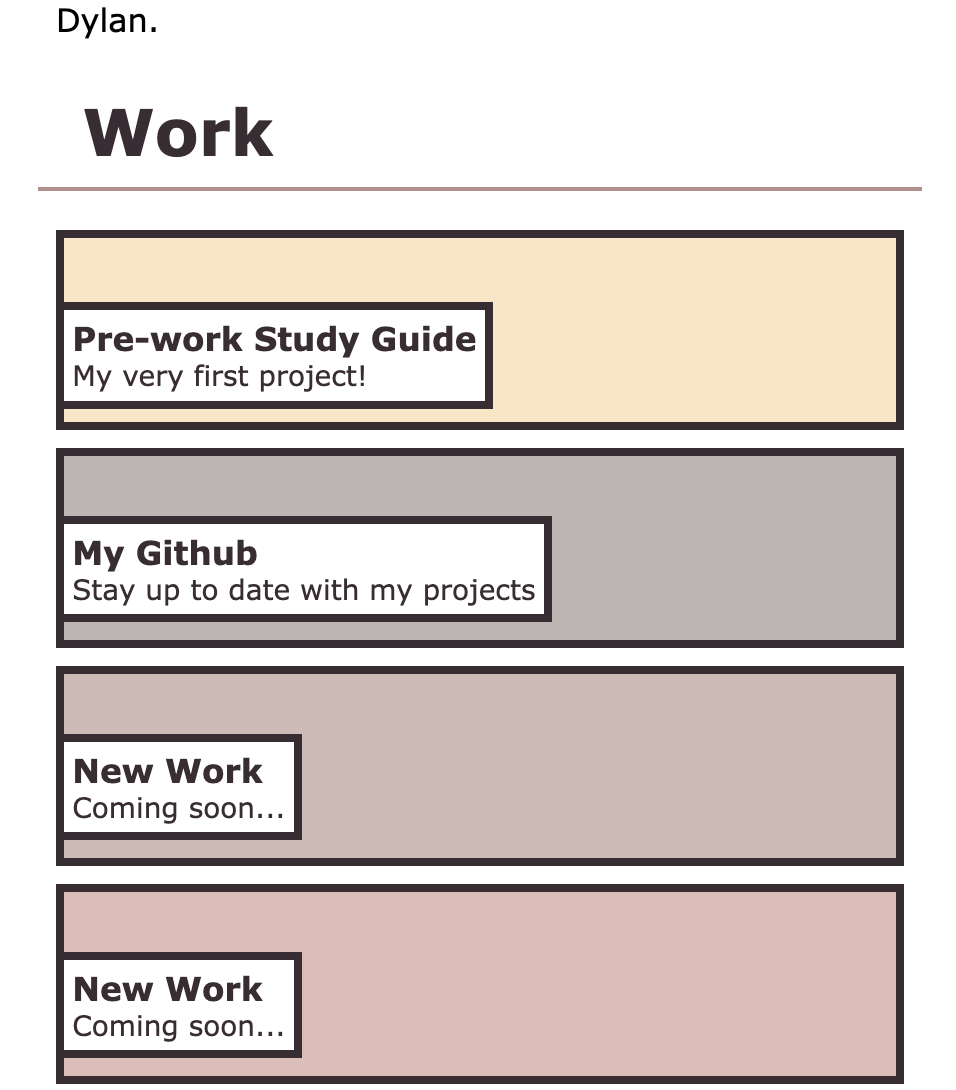 Dylan.
Work
Pre-work Study Guide
My very first project!
My Github
Stay up to date with my projects
New Work
Coming soon...
New Work
Coming soon...